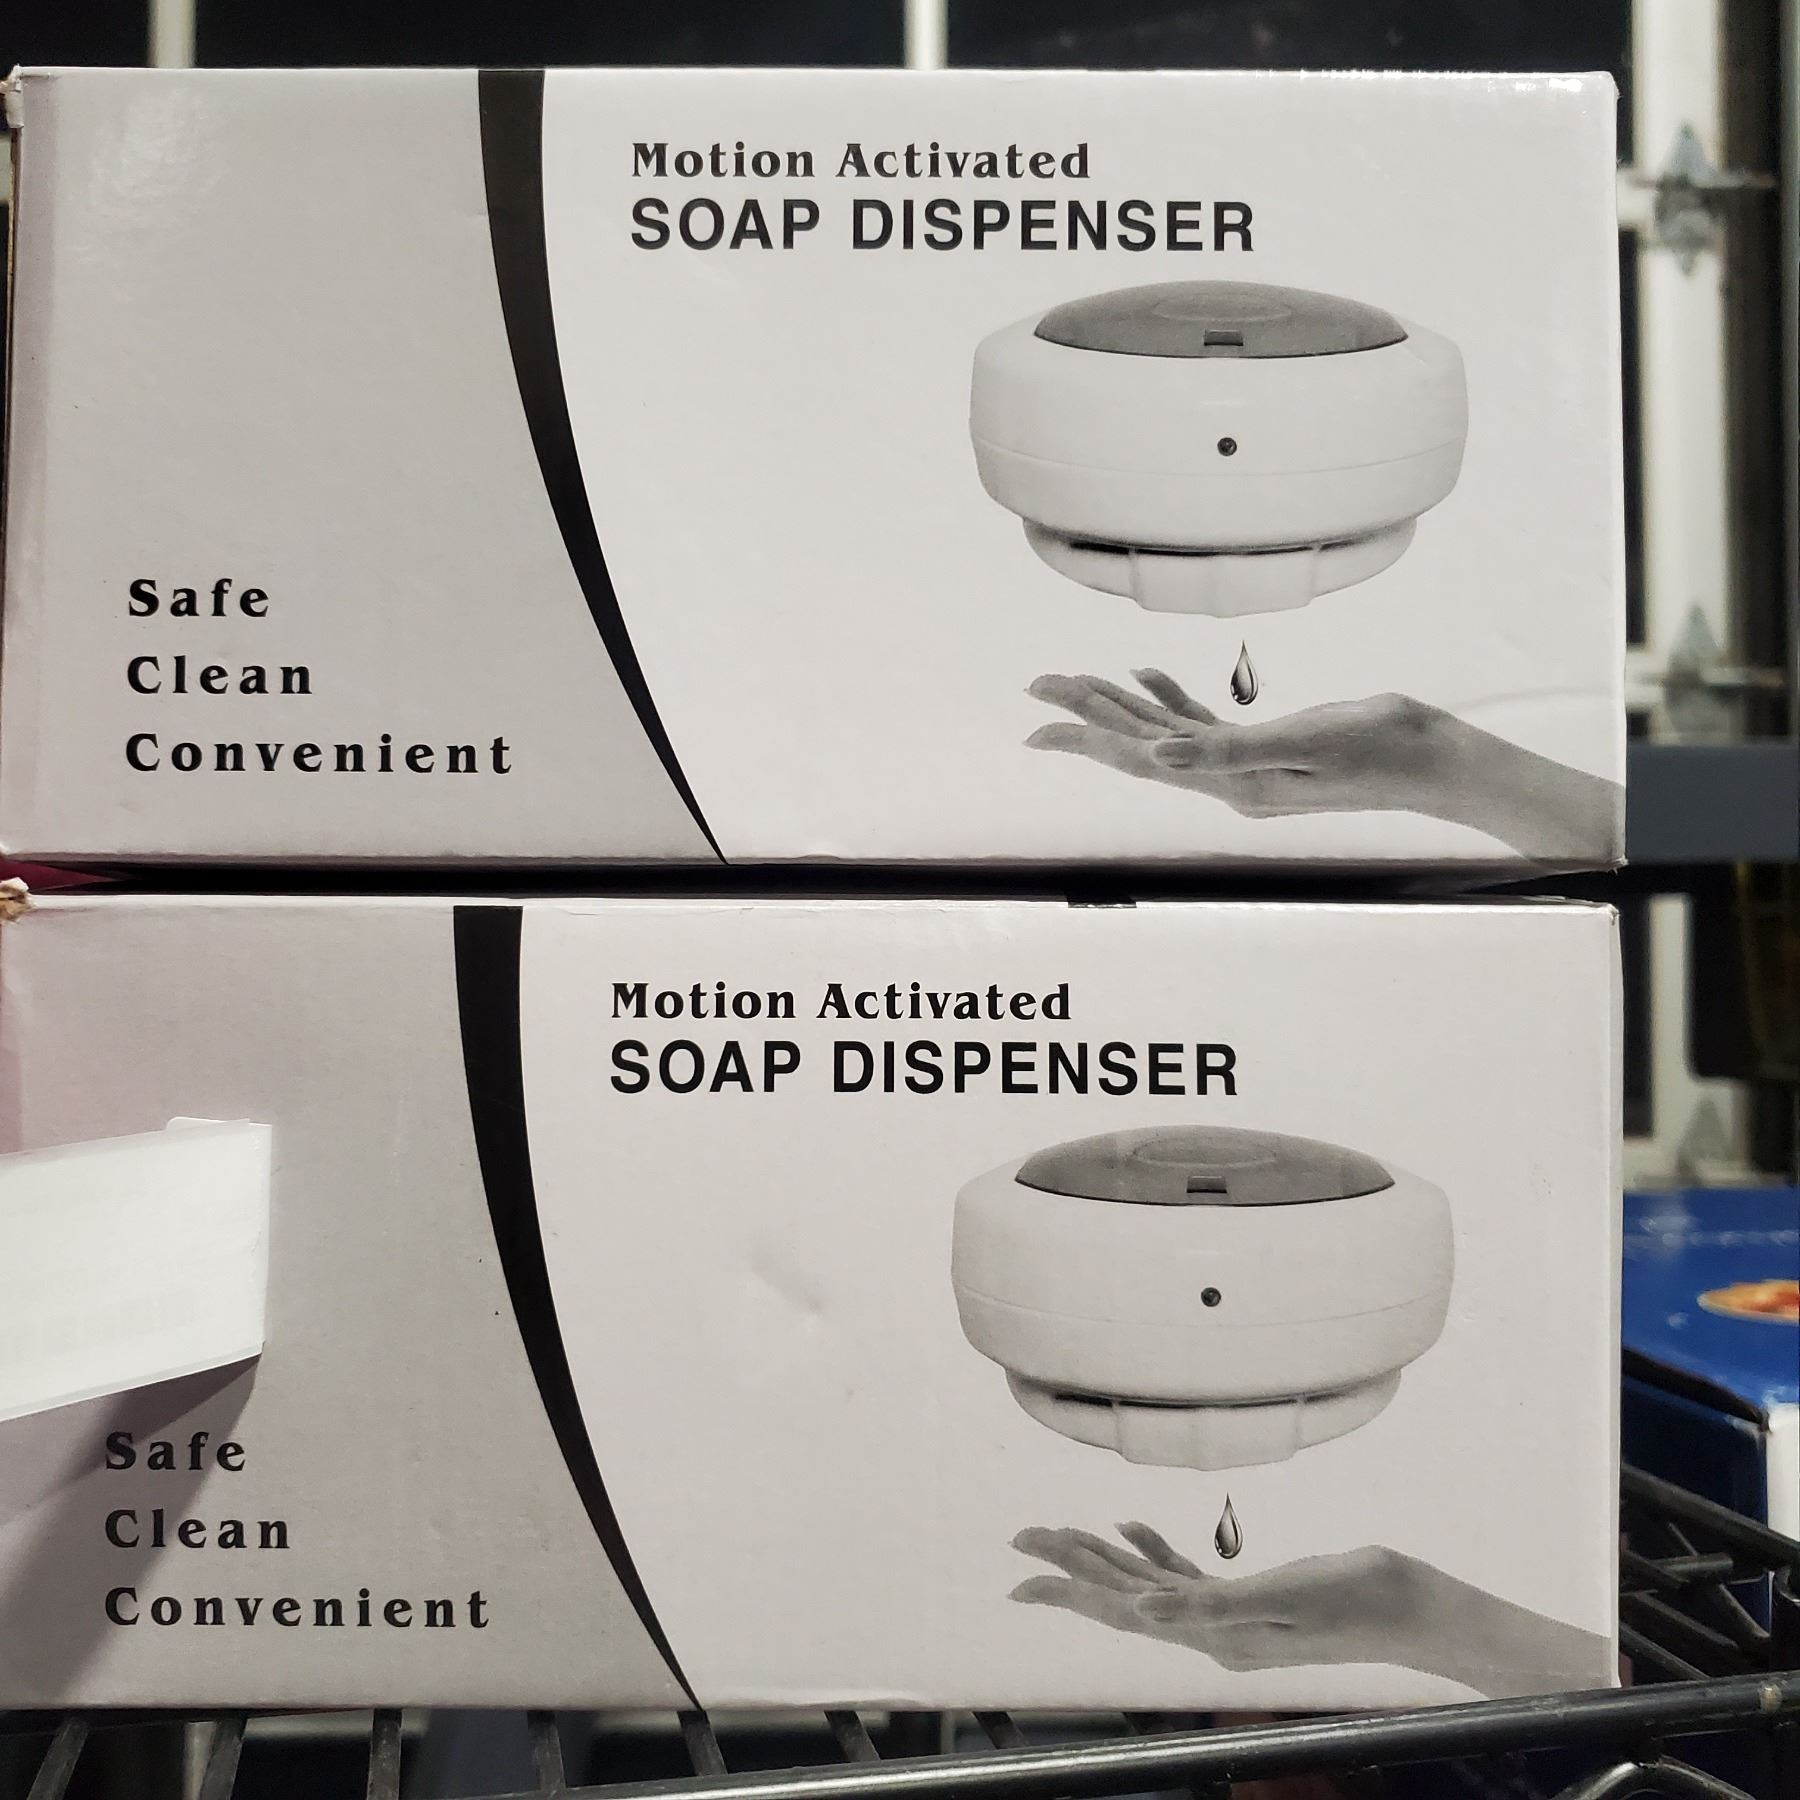 Motion Activated
SOAP DISPENSER
Safe
Clean
Convenient
Motion Activated
SOAP DISPENSER
Safe
Clean
Convenient